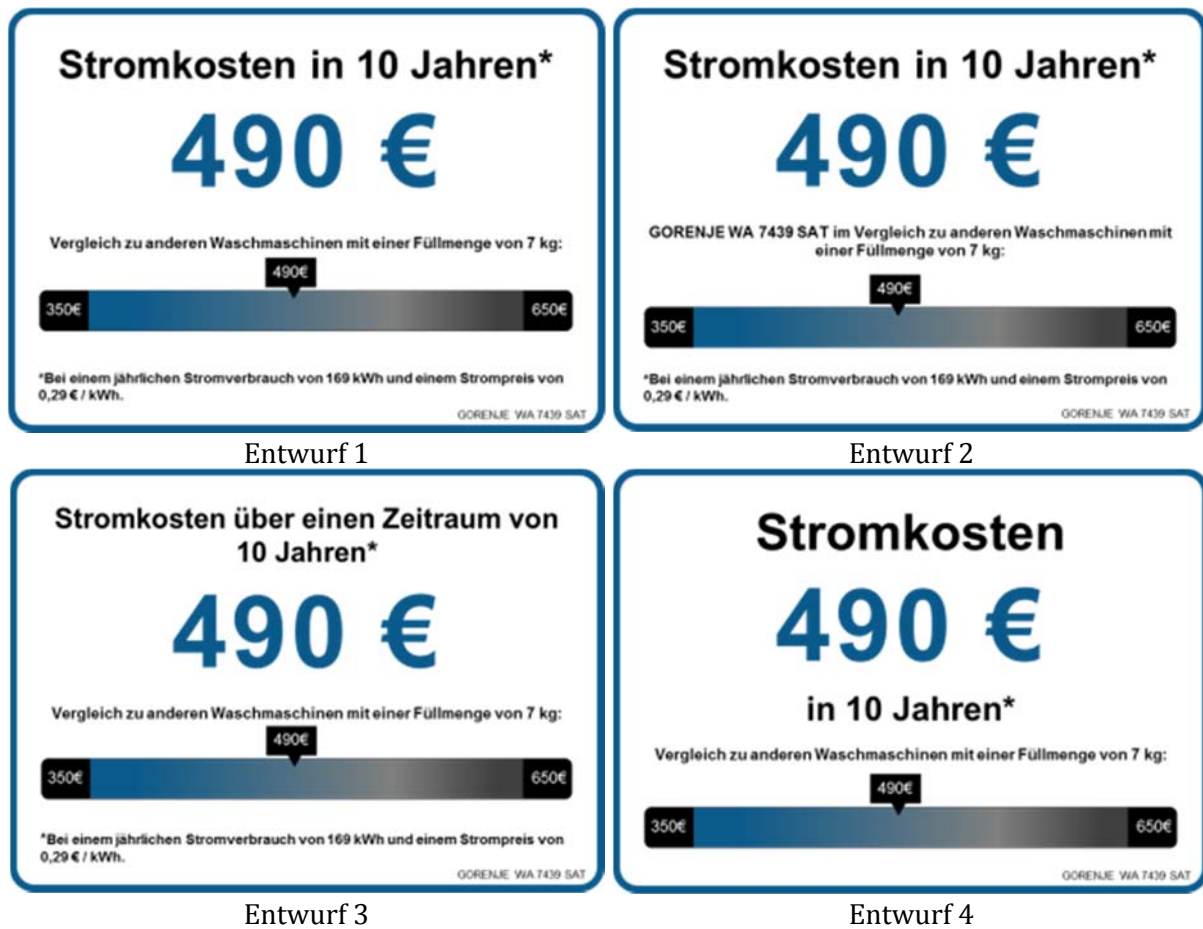 Stromkosten in 10 Jahren*
490 €
Vergleich zu anderen Waschmaschinen mit einer Füllmenge von 7 kg:
490€
350€
650€
*Bei einem jährlichen Stromverbrauch von 169 kWh und einem Strompreis von
0,29 € / kWh.
GORENJE WA 7439 SAT
Entwurf 1
Stromkosten in 10 Jahren*
490 €
GORENJE WA 7439 SAT im Vergleich zu anderen Waschmaschinen mit
einer Füllmenge von 7 kg:
490€
350€
650€
*Bei einem jährlichen Stromverbrauch von 169 kWh und einem Strompreis von
0,29 € / kWh.
GORENJE WA 7439 SAT
Entwurf 2
Stromkosten über einen Zeitraum von
10 Jahren*
490 €
Vergleich zu anderen Waschmaschinen mit einer Füllmenge von 7 kg:
490€
350€
650€
*Bei einem jährlichen Stromverbrauch von 169 kWh und einem Strompreis von
0,29 € / kWh.
GORENJE WA 7439 SAT
Entwurf 3
Stromkosten
490 €
in 10 Jahren*
Vergleich zu anderen Waschmaschinen mit einer Füllmenge von 7 kg:
490€
350€
650€
GORENJE WA 7439 SAT
Entwurf 4